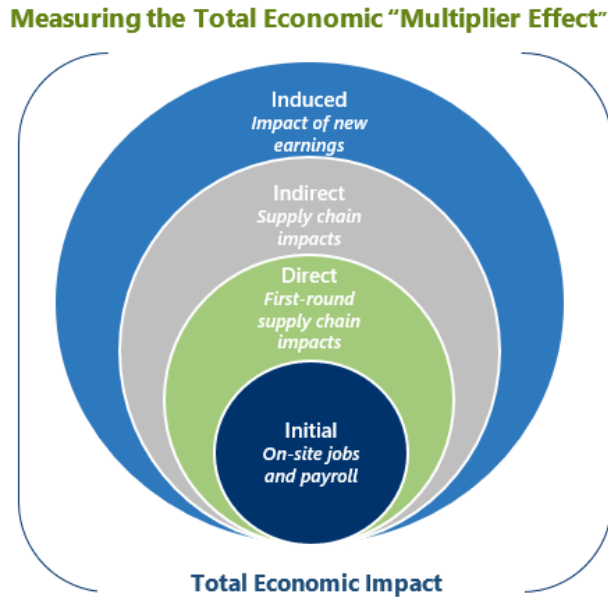 Measuring the Total Economic “Multiplier Effect”
Induced
Impact of new
earnings
Indirect
Supply chain
impacts
Direct
First-round
supply chain
impacts
Initial
On-site jobs
and payroll
Total Economic Impact